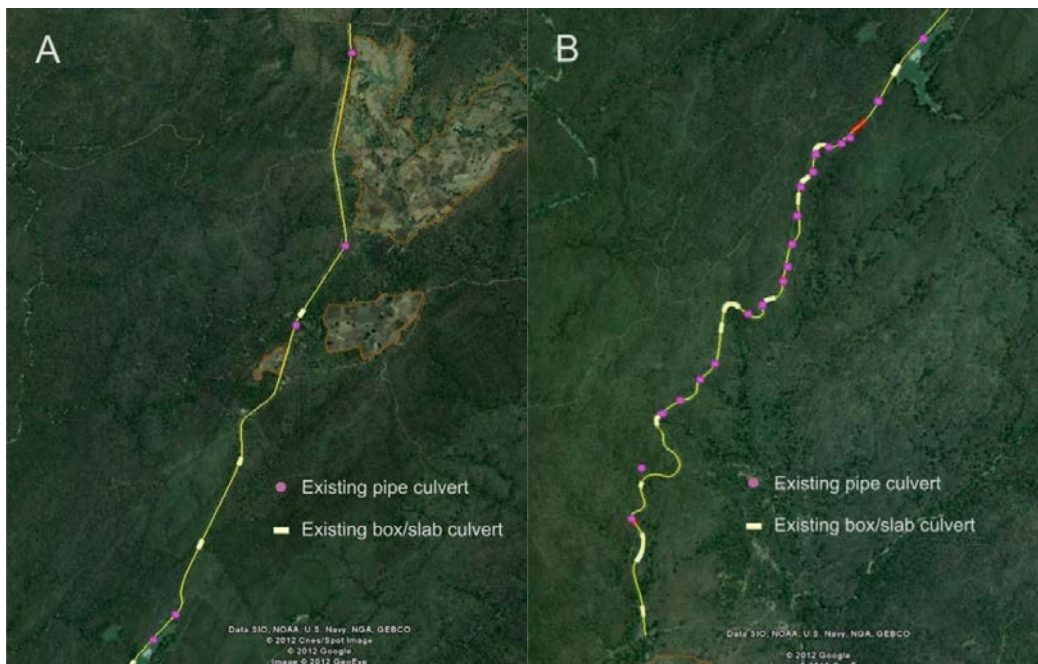 A
Existing pipe culvert
Existing box/slab culvert
Data SIO, NOAA, U.S. Navy, NGA, GEBCO
© 2012 Cnes/Spot Image
© 2012 Google
Image © 2012 GeoEye
B
Existing pipe culvert
Existing box/slab culvert
Data SIO, NOAA, U.S. Navy, NGA, GEBCO
© 2012 Google